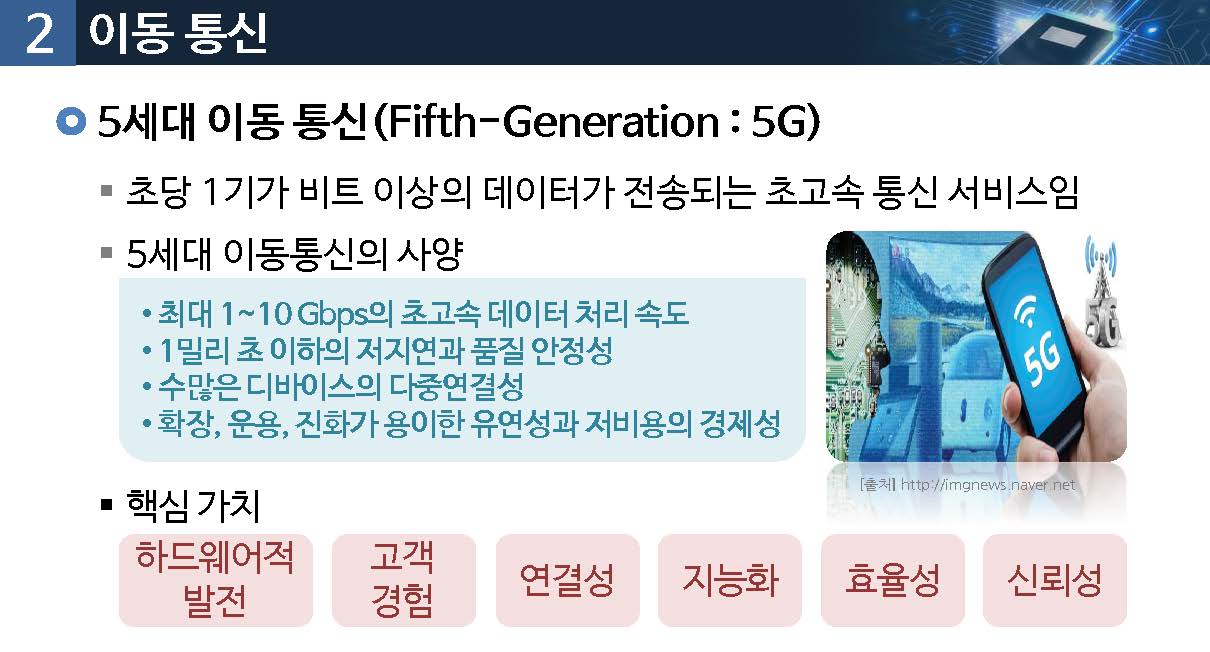 2 이동 통신
5세대 이동 통신(Fifth-Generation : 5G)
▪ 초당 1기가 비트 이상의 데이터가 전송되는 초고속 통신 서비스임
▪ 5세대 이동통신의 사양
• 최대 1~10 Gbps의 초고속 데이터 처리 속도
• 1밀리 초 이하의 저지연과 품질 안정성
• 수많은 디바이스의 다중연결성
• 확장, 운용, 진화가 용이한 유연성과 저비용의 경제성
5G
5G
[출처] http://imgnews.naver.net
▪ 핵심 가치
하드웨어적
발전
고객
경험
연결성
지능화
효율성
신뢰성